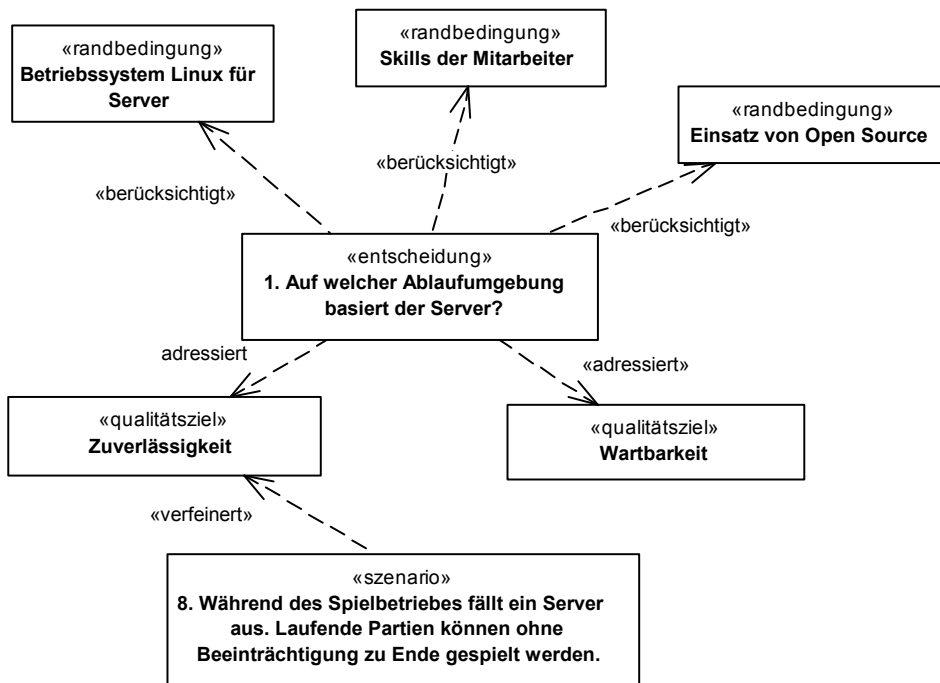 «randbedingung»
Betriebssystem Linux für
Server
«randbedingung»
Skills der Mitarbeiter
«randbedingung»
Einsatz von Open Source
«berücksichtigt»
«berücksichtigt»
«berücksichtigt»
«entscheidung»
1. Auf welcher Ablaufumgebung
basiert der Server?
adressiert
«adressiert»
«qualitätsziel»
Zuverlässigkeit
«qualitätsziel»
Wartbarkeit
«verfeinert»
«szenario»
8. Während des Spielbetriebes fällt ein Server
aus. Laufende Partien können ohne
Beeinträchtigung zu Ende gespielt werden.